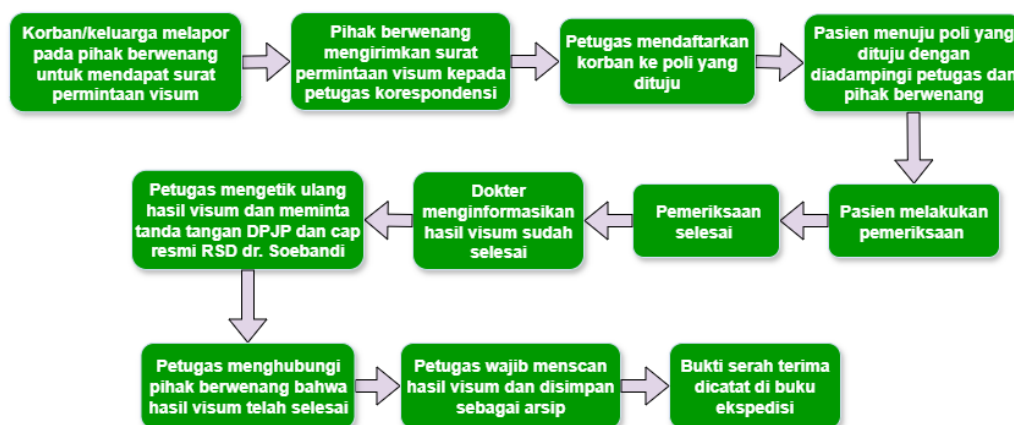 Korban/keluarga melapor
pada pihak berwenang
untuk mendapat surat
permintaan visum
Pihak berwenang
mengirimkan surat
permintaan visum kepada
petugas korespondensi
Petugas mendaftarkan
korban ke poli yang
dituju
Pasien menuju poli yang
dituju dengan
diadampingi petugas dan
pihak berwenang
Pasien melakukan
pemeriksaan
Pemeriksaan
selesai
Dokter
menginformasikan
hasil visum sudah
selesai
Petugas mengetik ulang
hasil visum dan meminta
tanda tangan DPJP dan cap
resmi RSD dr. Soebandi
Petugas menghubungi
pihak berwenang bahwa
hasil visum telah selesai
Petugas wajib menscan
hasil visum dan disimpan
sebagai arsip
Bukti serah terima
dicatat di buku
ekspedisi